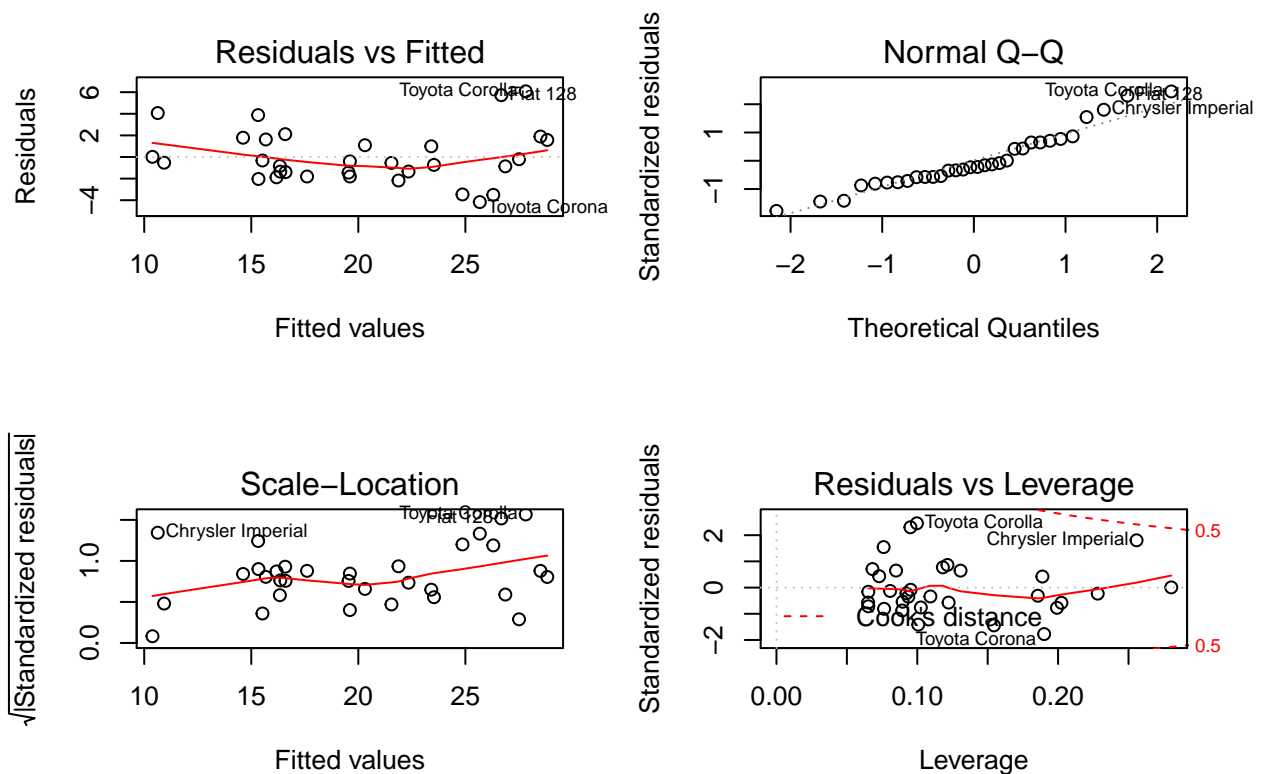 Residuals vs Fitted
Residuals
6
2
−4
Toyota Corolla
Fiat 128
Toyota Corona
10 15 20 25
Fitted values
Normal Q−Q
Standardized residuals
1
−1
Toyota Corolla
Fiat 128
Chrysler Imperial
−2 −1 0 1 2
Theoretical Quantiles
Scale−Location
√|Standardized residuals|
1.0
0.0
Toyota Corolla
Fiat 128
Chrysler Imperial
10 15 20 25
Fitted values
Residuals vs Leverage
Standardized residuals
2
0
−2
Toyota Corolla
Chrysler Imperial
0.5
Cook's distance
Toyota Corona
0.5
0.00 0.10 0.20
Leverage